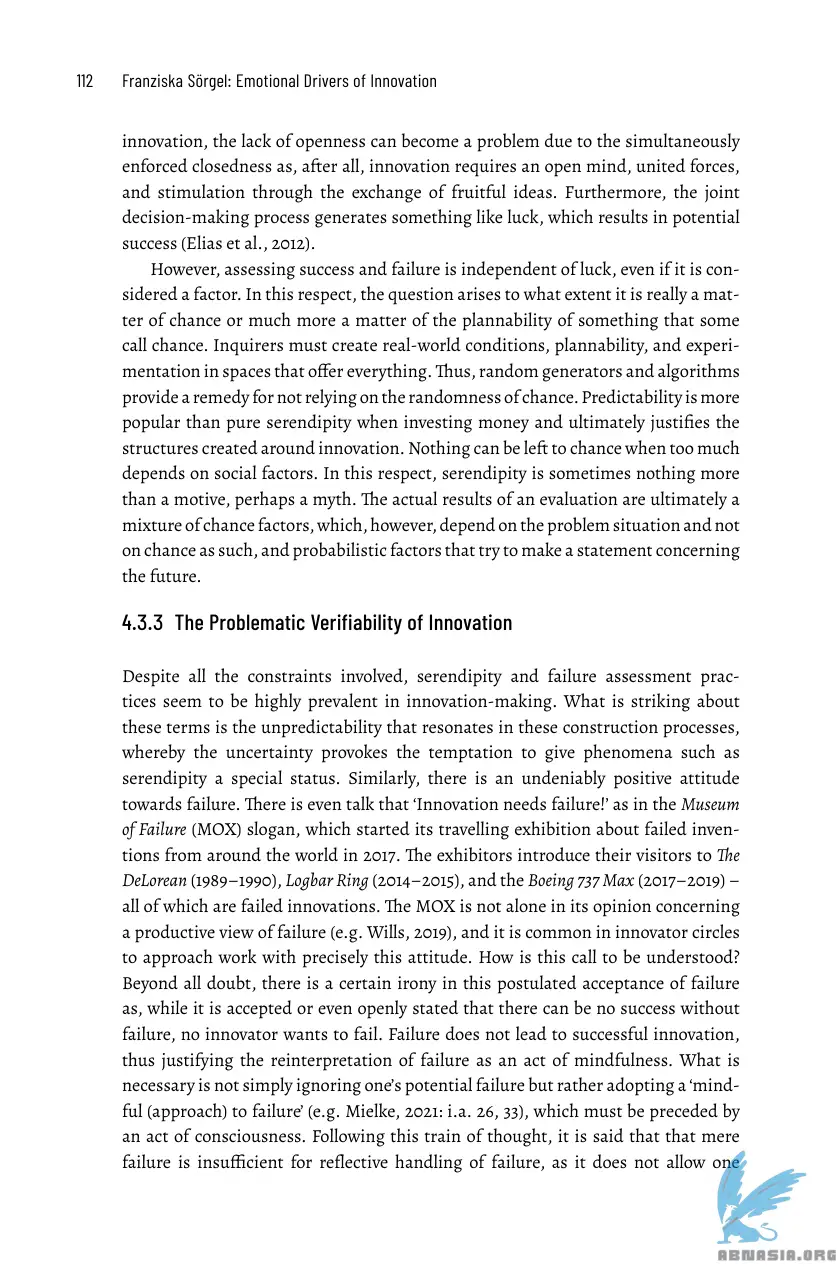 112 Franziska Sörgel: Emotional Drivers of Innovation
innovation, the lack of openness can become a problem due to the simultaneously
enforced closedness as, after all, innovation requires an open mind, united forces,
and stimulation through the exchange of fruitful ideas. Furthermore, the joint
decision-making process generates something like luck, which results in potential
success (Elias et al., 2012).
However, assessing success and failure is independent of luck, even if it is con-
sidered a factor. In this respect, the question arises to what extent it is really a mat-
ter of chance or much more a matter of the plannability of something that some
call chance. Inquirers must create real-world conditions, plannability, and experi-
mentation in spaces that offer everything. Thus, random generators and algorithms
provide a remedy for not relying on the randomness of chance. Predictability is more
popular than pure serendipity when investing money and ultimately justifies the
structures created around innovation. Nothing can be left to chance when too much
depends on social factors. In this respect, serendipity is sometimes nothing more
than a motive, perhaps a myth. The actual results of an evaluation are ultimately a
mixture of chance factors, which, however, depend on the problem situation and not
on chance as such, and probabilistic factors that try to make a statement concerning
the future.
4.3.3 The Problematic Verifiability of Innovation
Despite all the constraints involved, serendipity and failure assessment prac-
tices seem to be highly prevalent in innovation-making. What is striking about
these terms is the unpredictability that resonates in these construction processes,
whereby the uncertainty provokes the temptation to give phenomena such as
serendipity a special status. Similarly, there is an undeniably positive attitude
towards failure. There is even talk that ‘Innovation needs failure!’ as in the Museum
of Failure (MOX) slogan, which started its travelling exhibition about failed inven-
tions from around the world in 2017. The exhibitors introduce their visitors to The
DeLorean (1989–1990), Logbar Ring (2014–2015), and the Boeing 737 Max (2017–2019) –
all of which are failed innovations. The MOX is not alone in its opinion concerning
a productive view of failure (e.g. Wills, 2019), and it is common in innovator circles
to approach work with precisely this attitude. How is this call to be understood?
Beyond all doubt, there is a certain irony in this postulated acceptance of failure
as, while it is accepted or even openly stated that there can be no success without
failure, no innovator wants to fail. Failure does not lead to successful innovation,
thus justifying the reinterpretation of failure as an act of mindfulness. What is
necessary is not simply ignoring one’s potential failure but rather adopting a ‘mind-
ful (approach) to failure’ (e.g. Mielke, 2021: i.a. 26, 33), which must be preceded by
an act of consciousness. Following this train of thought, it is said that that mere
failure is insufficient for reflective handling of failure, as it does not allow one
ABNASIA.ORG